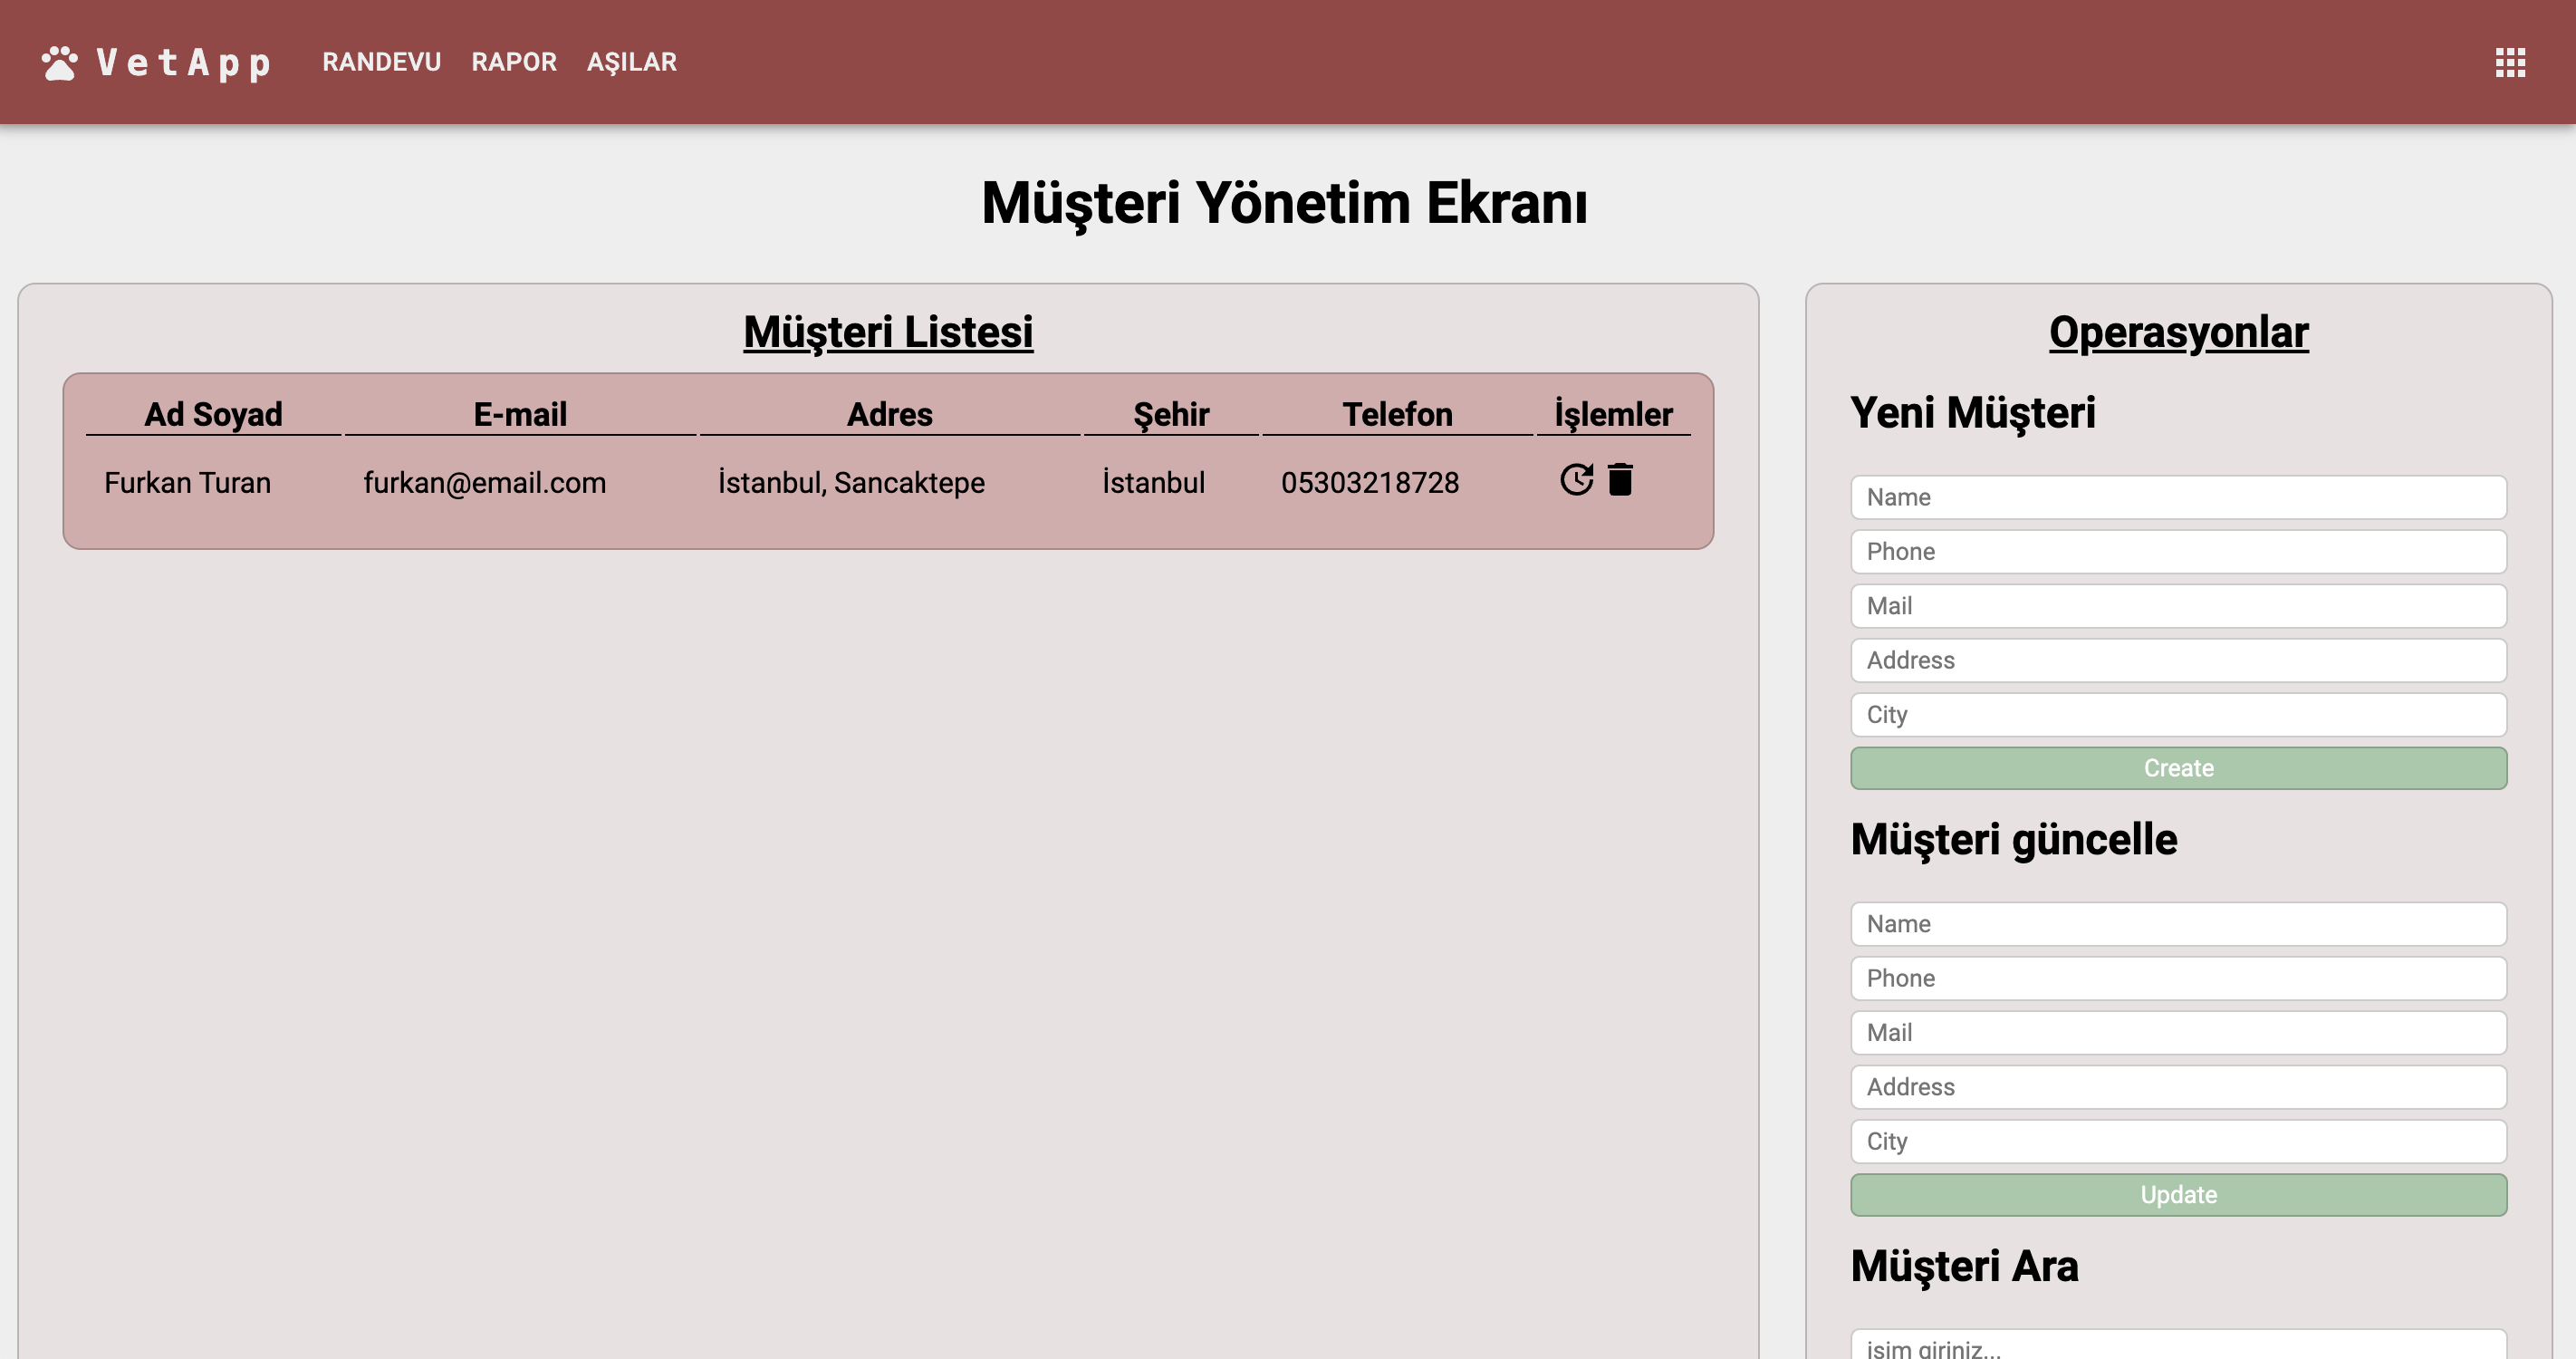 VetApp RANDEVU RAPOR AŞILAR
Müşteri Yönetim Ekranı
Müşteri Listesi
Ad Soyad E-mail Adres Şehir Telefon İşlemler
Furkan Turan furkan@email.com İstanbul, Sancaktepe İstanbul 05303218728
Operasyonlar
Yeni Müşteri
Name
Phone
Mail
Address
City
Create
Müşteri güncelle
Name
Phone
Mail
Address
City
Update
Müşteri Ara
isim giriniz...